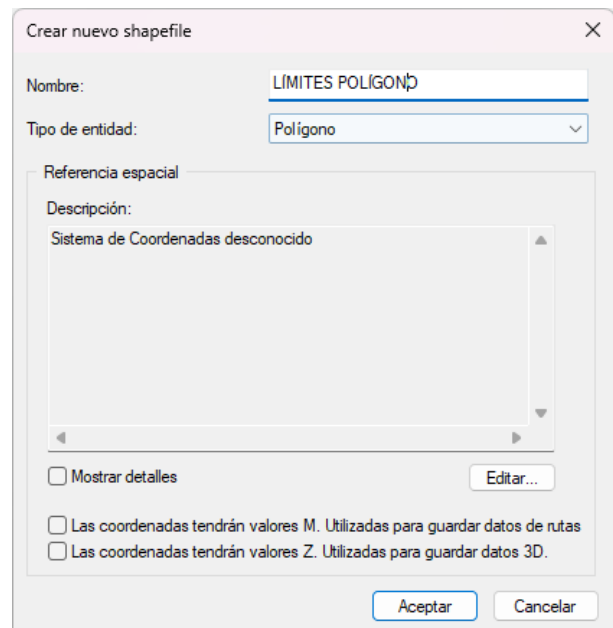 Crear nuevo shapefile
Nombre:
LÍMITES POLÍGONO
Tipo de entidad:
Polígono
Referencia espacial
Descripción:
Sistema de Coordenadas desconocido
Mostrar detalles
Editar...
Las coordenadas tendrán valores M. Utilizadas para guardar datos de rutas
Las coordenadas tendrán valores Z. Utilizadas para guardar datos 3D.
Aceptar
Cancelar